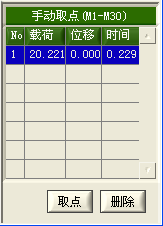 手动取点(M1-M30)
No 载荷 位移 时间
1 20.221 0.000 0.229
取点 删除